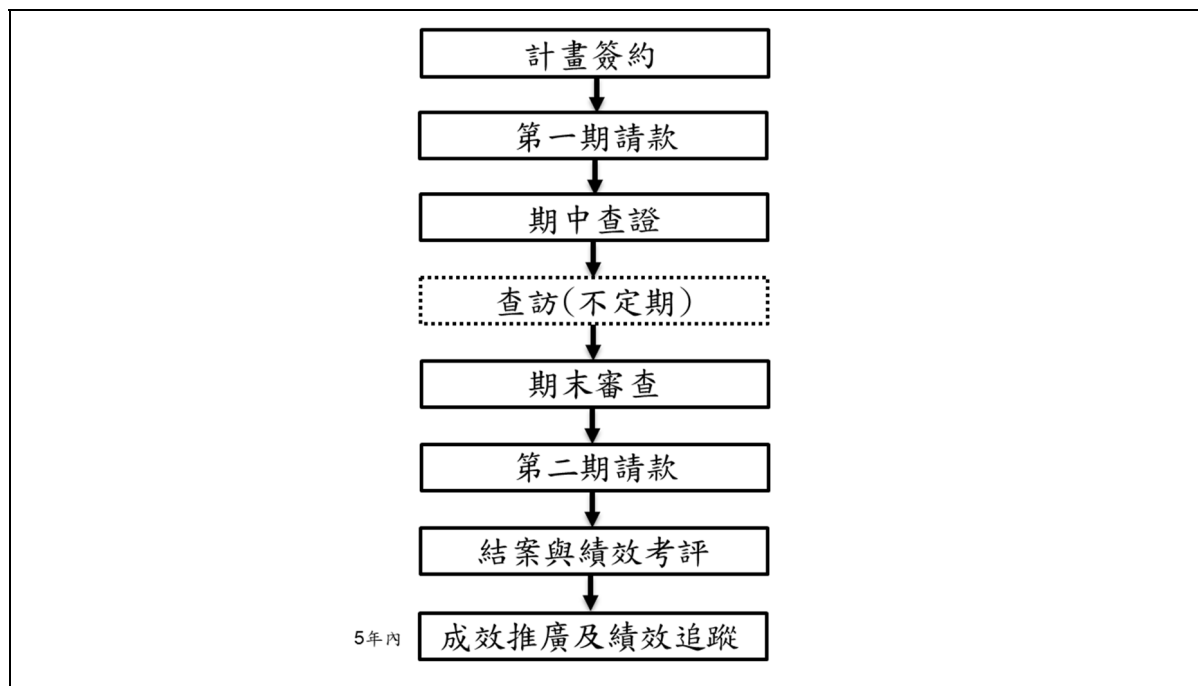 計畫簽約
第一期請款
期中查證
查訪(不定期)
期末審查
第二期請款
結案與績效考評
5年內 成效推廣及績效追蹤